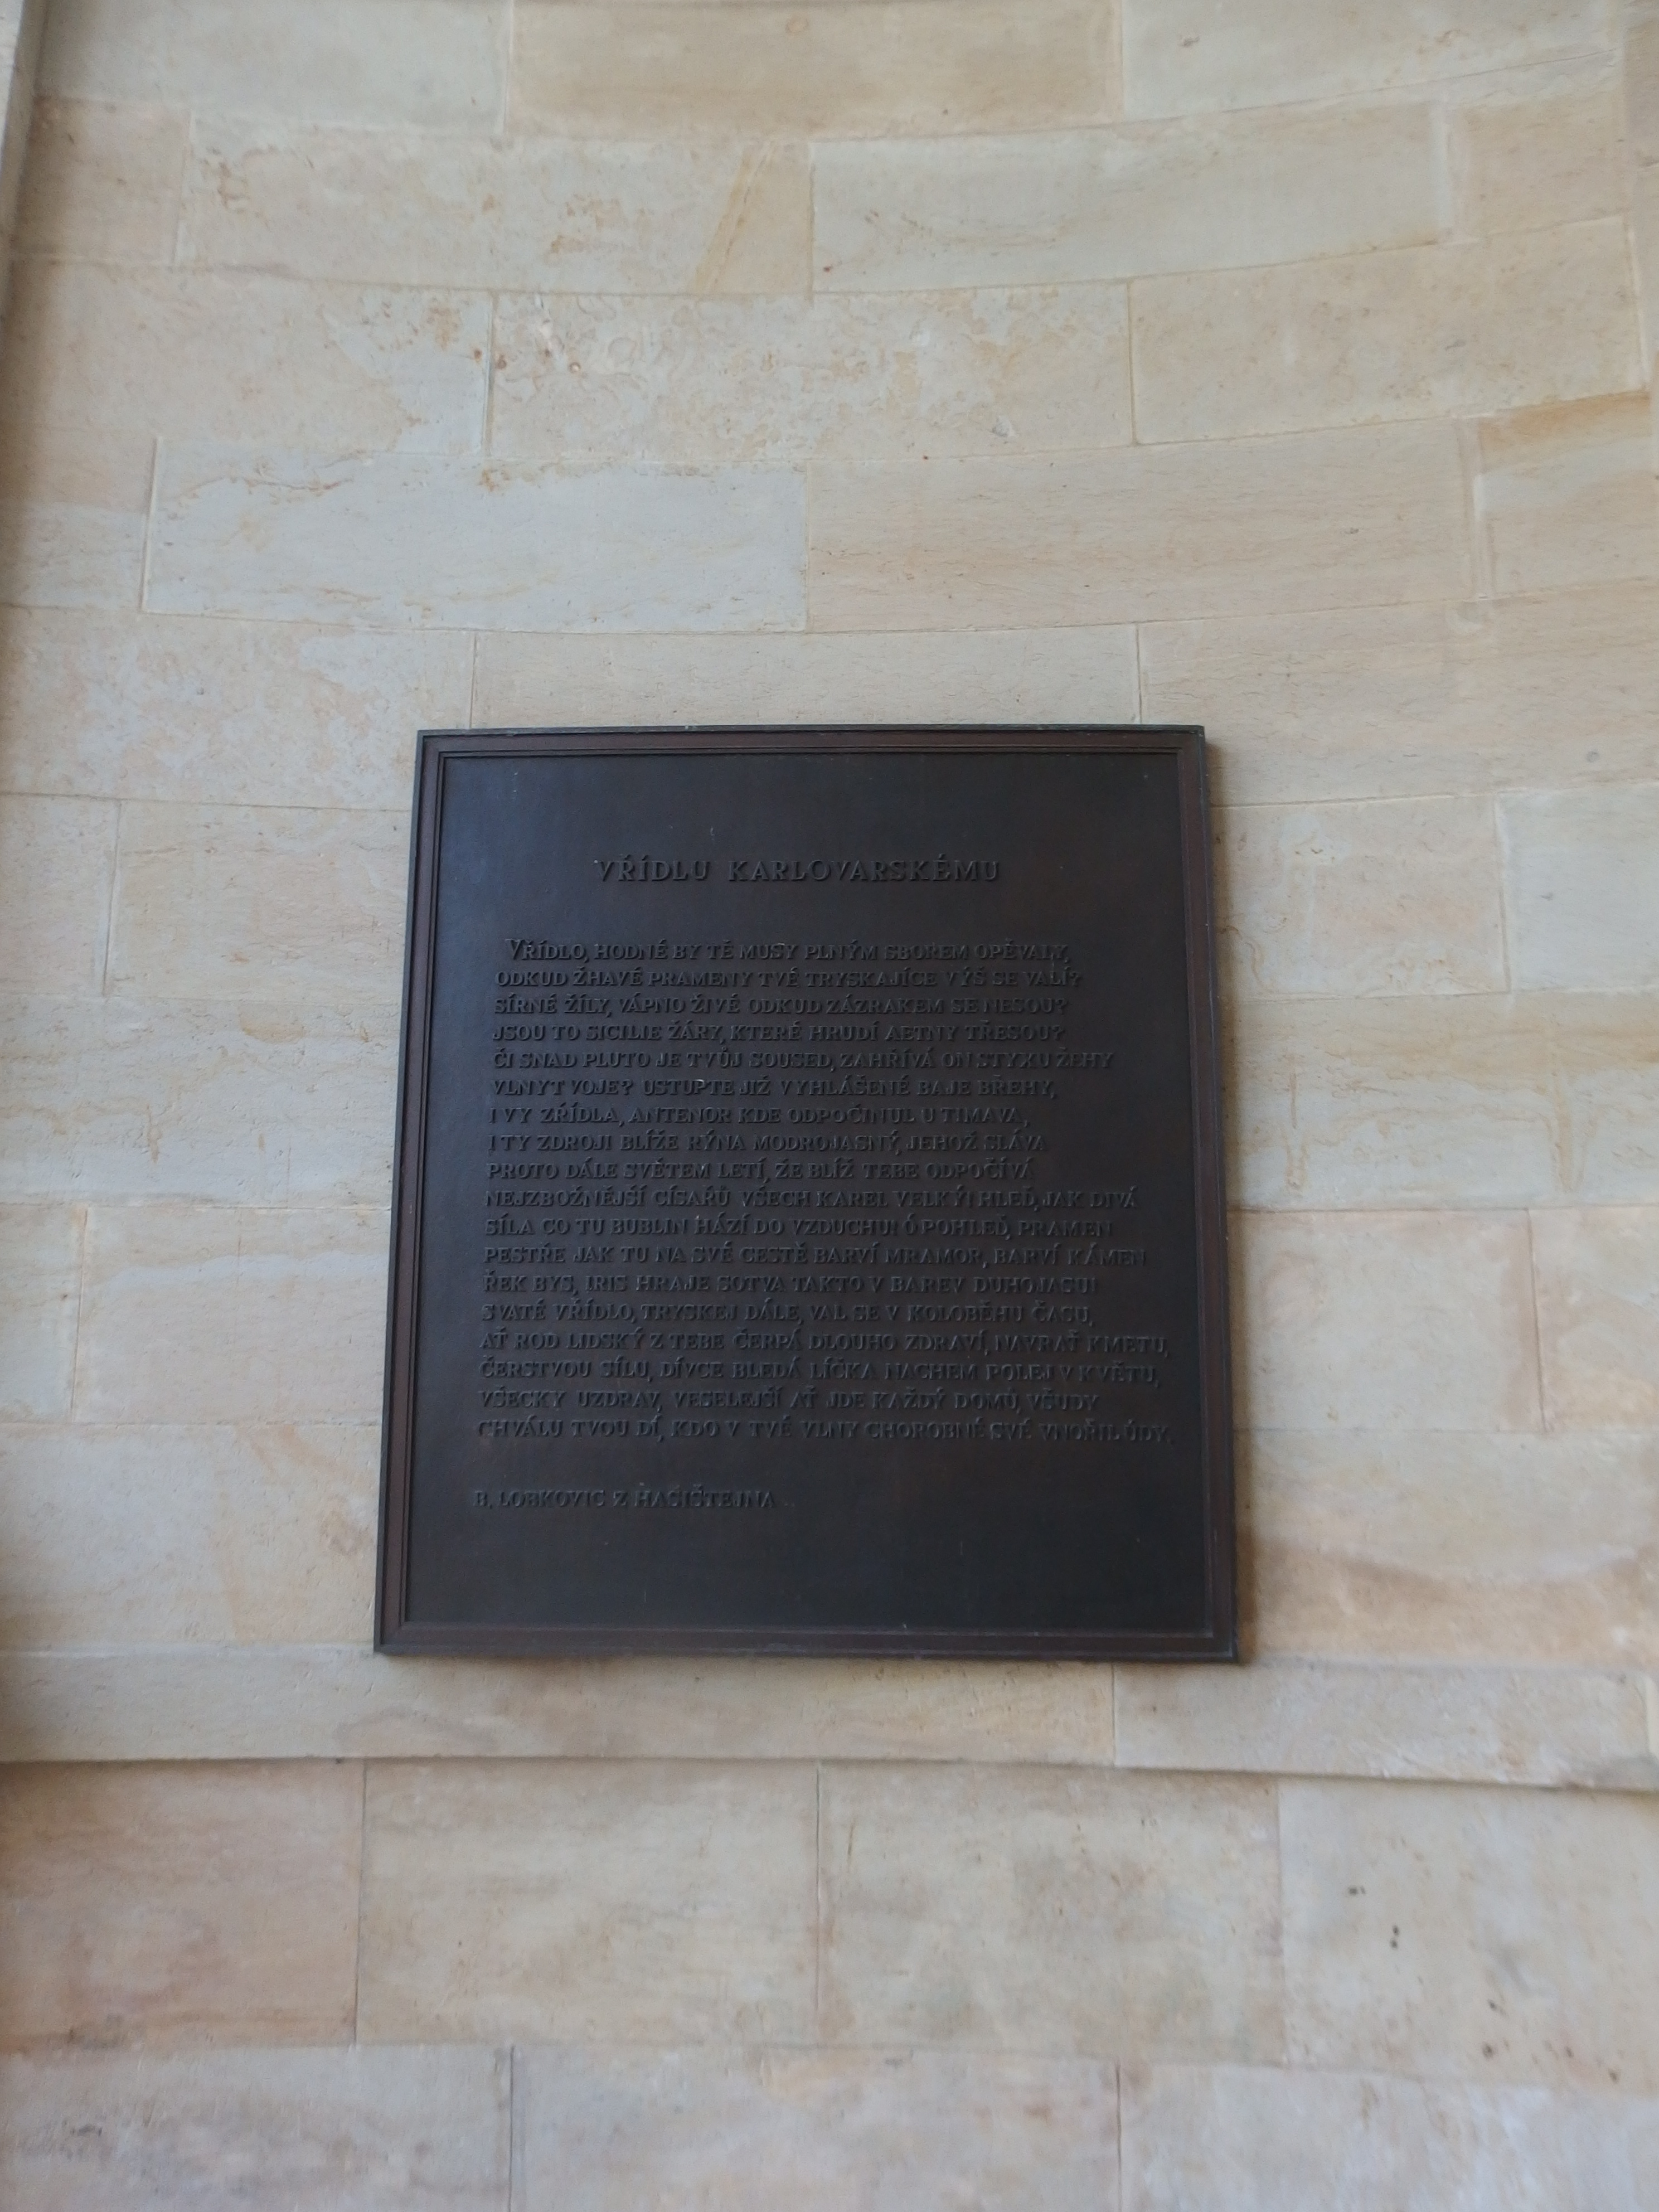 VŘÍDLU KARLOVARSKÉMU
VŘÍDLO, HODNÉ BY TĚ MUSY PLNÝM SBOREM OPĚVALY,
ODKUD ŽHAVÉ PRAMENY TVÉ TRYSKAJÍCE VÝŠ SE VALÍ?
SÍRNÉ ŽÍLY, VÁPNO ŽIVÉ ODKUD ZÁZRAKEM SE NESOU?
JSOU TO SICILIE ŽÁRY, KTERÉ HRUDÍ AETNY TŘESOU?
ČI SNAD PLUTO JE TVŮJ SOUSED, ZAHŘÍVÁ ON STYXU ŽEHY
VLNY TVOJE? USTUPTE JIŽ VYHLÁŠENÉ BAJE BŘEHY,
I VY ZŘÍDLA, ANTENOR KDE ODPOČINUL U TIMAVA,
I TY ZDROJI BLÍŽE RÝNA MODROJASNÝ, JEHOŽ SLÁVA
PROTO DÁLE SVĚTEM LETÍ, ŽE BLÍŽ TEBE ODPOČÍVÁ
NEJZBOŽNĚJŠÍ CÍSAŘŮ VŠECH KAREL VELKÝ! HLEĎ, JAK DIVÁ
SÍLA CO TU BUBLIN HÁZÍ DO VZDUCHU! Ó POHLEĎ, PRAMEN
PESTŘE JAK TU NA SVÉ CESTĚ BARVÍ MRAMOR, BARVÍ KÁMEN
ŘEK BYS, IRIS HRAJE SOTVA TAKTO V BAREV DUHOJASU!
SVATÉ VŘÍDLO, TRYSKEJ DÁLE, VAL SE V KOLOBĚHU ČASU,
AŤ ROD LIDSKÝ Z TEBE ČERPÁ DLOUHO ZDRAVÍ, NAVRAŤ KMETU,
ČERSTVOU SÍLU, DÍVCE BLEDÁ LÍČKA NACHEM POLEJ V KVĚTU,
VŠECKY UZDRAV, VESELEJŠÍ AŤ JDE KAŽDÝ DOMŮ, VŠUDY
CHVÁLU TVOU DÍ, KDO V TVÉ VLNY CHOROBNÉ SVÉ VNOŘIL ÚDY.
B. LOBKOVIC Z HASIŠTEJNA